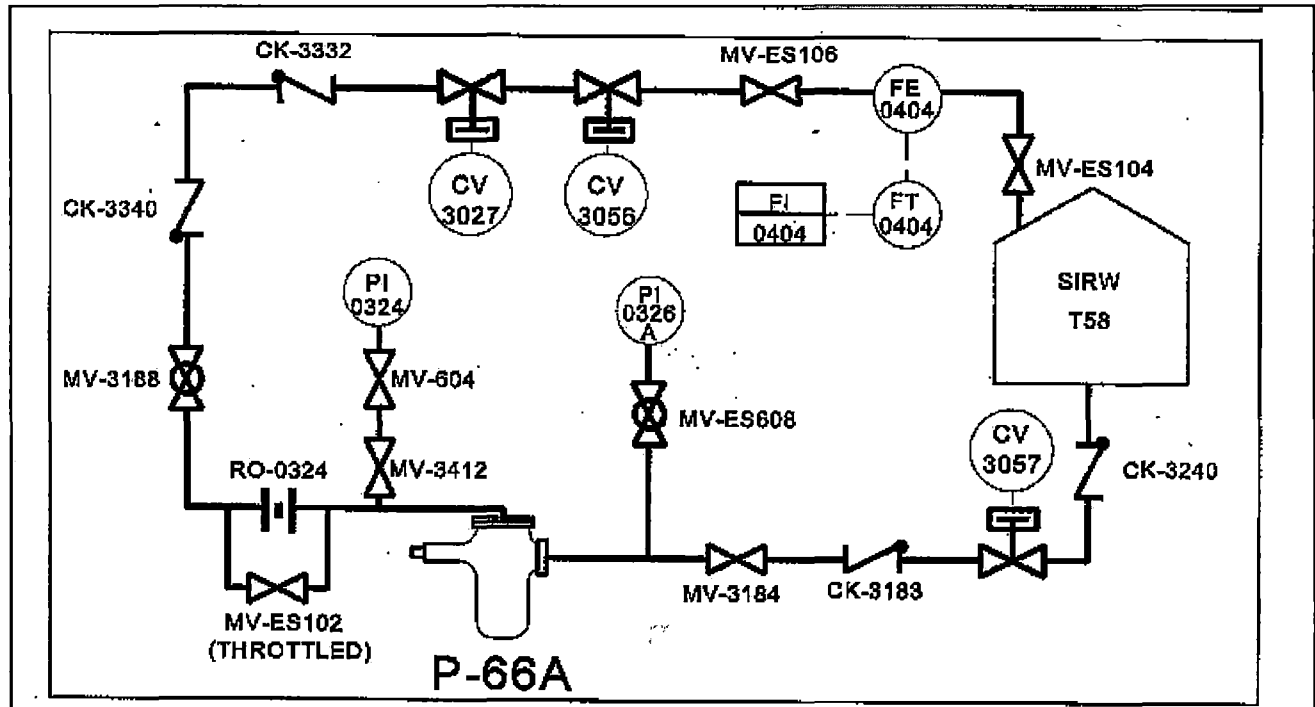 CK-3332
MV-ES106
FE
0404
MV-ES104
CK-3340
CV
3027
CV
3056
FI
0404
FT
0404
PI
0324
PI
0326
A
SIRW
T58
MV-3188
MV-604
MV-ES608
CV
3057
RO-0324
MV-3412
CK-3240
MV-3184
CK-3183
MV-ES102
(THROTTLED)
P-66A